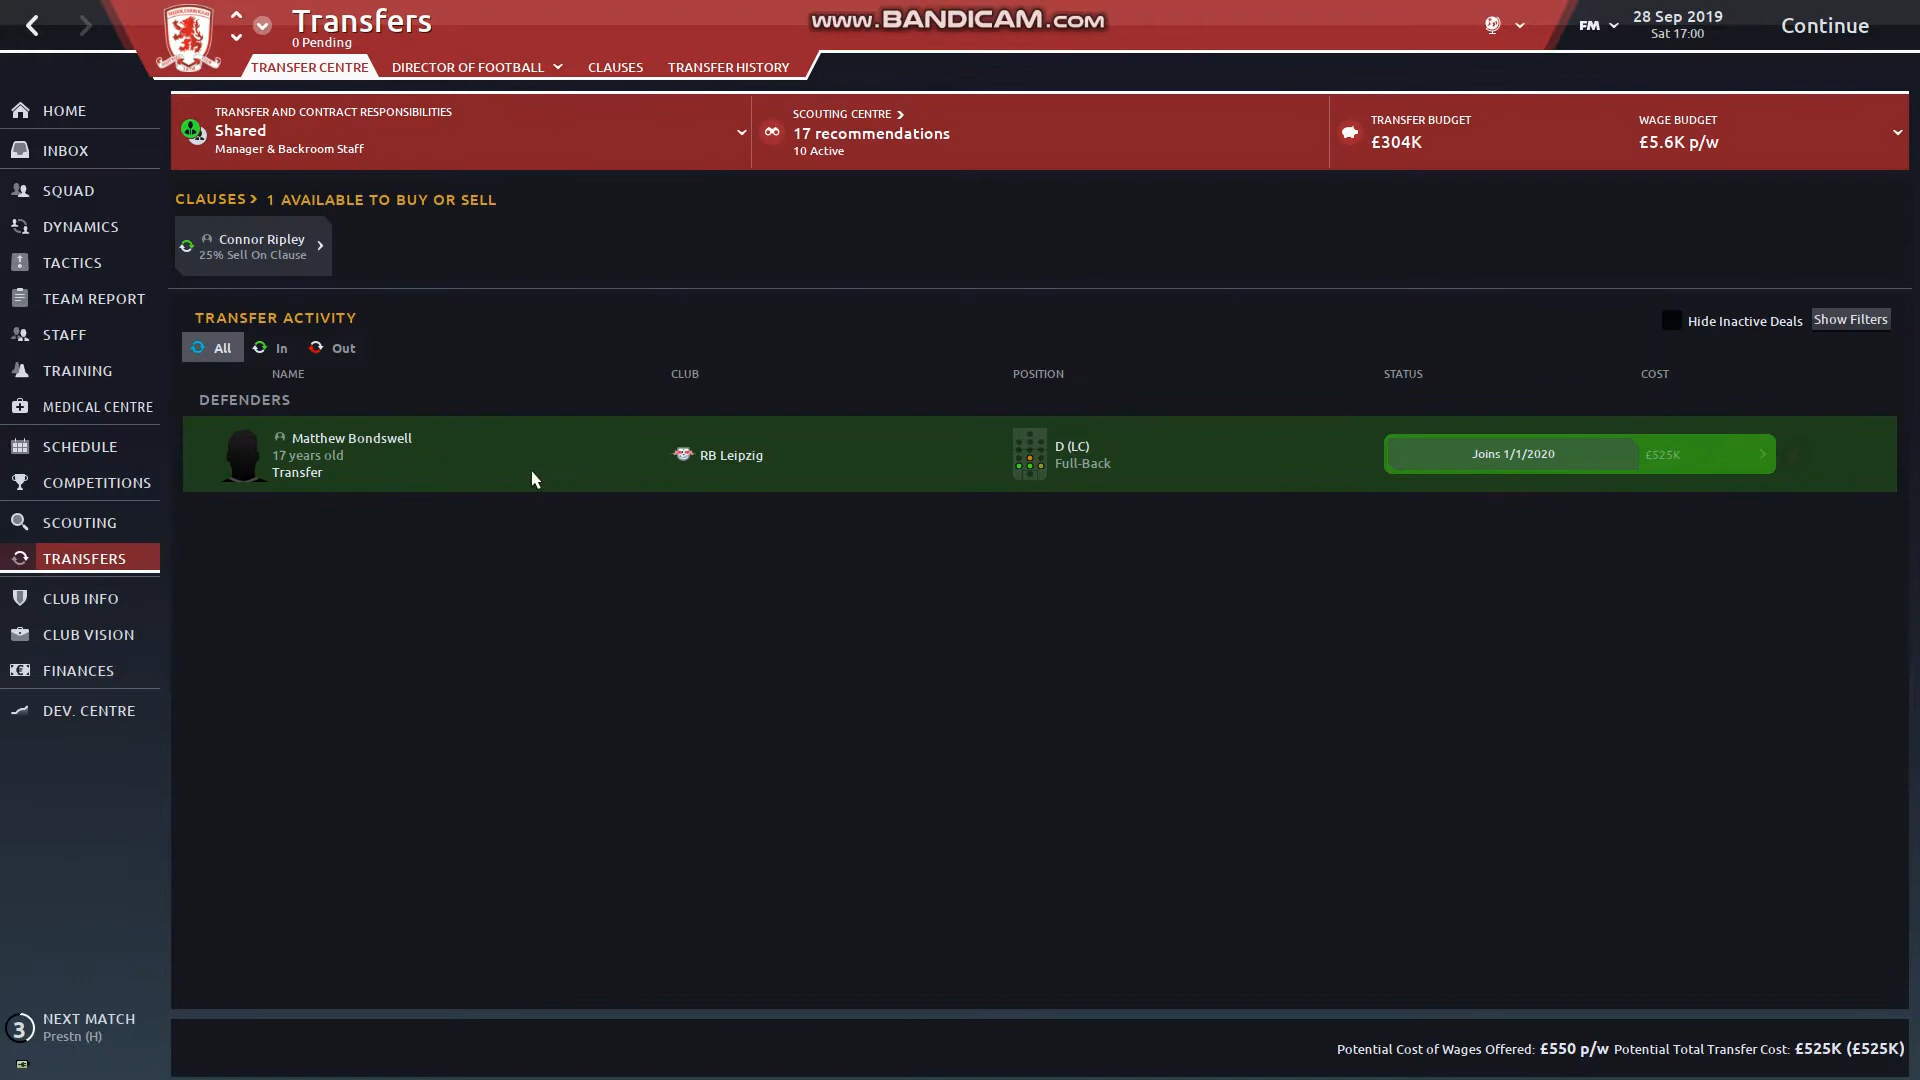 Transfers
0 Pending
www.BANDICAM.com
FM
28 Sep 2019
Sat 17:00
Continue
TRANSFER CENTRE
DIRECTOR OF FOOTBALL
CLAUSES
TRANSFER HISTORY
HOME
INBOX
SQUAD
DYNAMICS
TACTICS
TEAM REPORT
STAFF
TRAINING
MEDICAL CENTRE
SCHEDULE
COMPETITIONS
SCOUTING
TRANSFERS
CLUB INFO
CLUB VISION
FINANCES
DEV. CENTRE
3
NEXT MATCH
Prestn (H)
TRANSFER AND CONTRACT RESPONSIBILITIES
Shared
Manager & Backroom Staff
SCOUTING CENTRE
17 recommendations
10 Active
TRANSFER BUDGET
£304K
WAGE BUDGET
£5.6K p/w
CLAUSES 1 AVAILABLE TO BUY OR SELL
Connor Ripley
25% Sell On Clause
TRANSFER ACTIVITY
Hide Inactive Deals
Show Filters
All
In
Out
NAME
CLUB
POSITION
STATUS
COST
DEFENDERS
Matthew Bondswell
17 years old
Transfer
RB Leipzig
D (LC)
Full-Back
Joins 1/1/2020
£525K
Potential Cost of Wages Offered: £550 p/w Potential Total Transfer Cost: £525K (£525K)